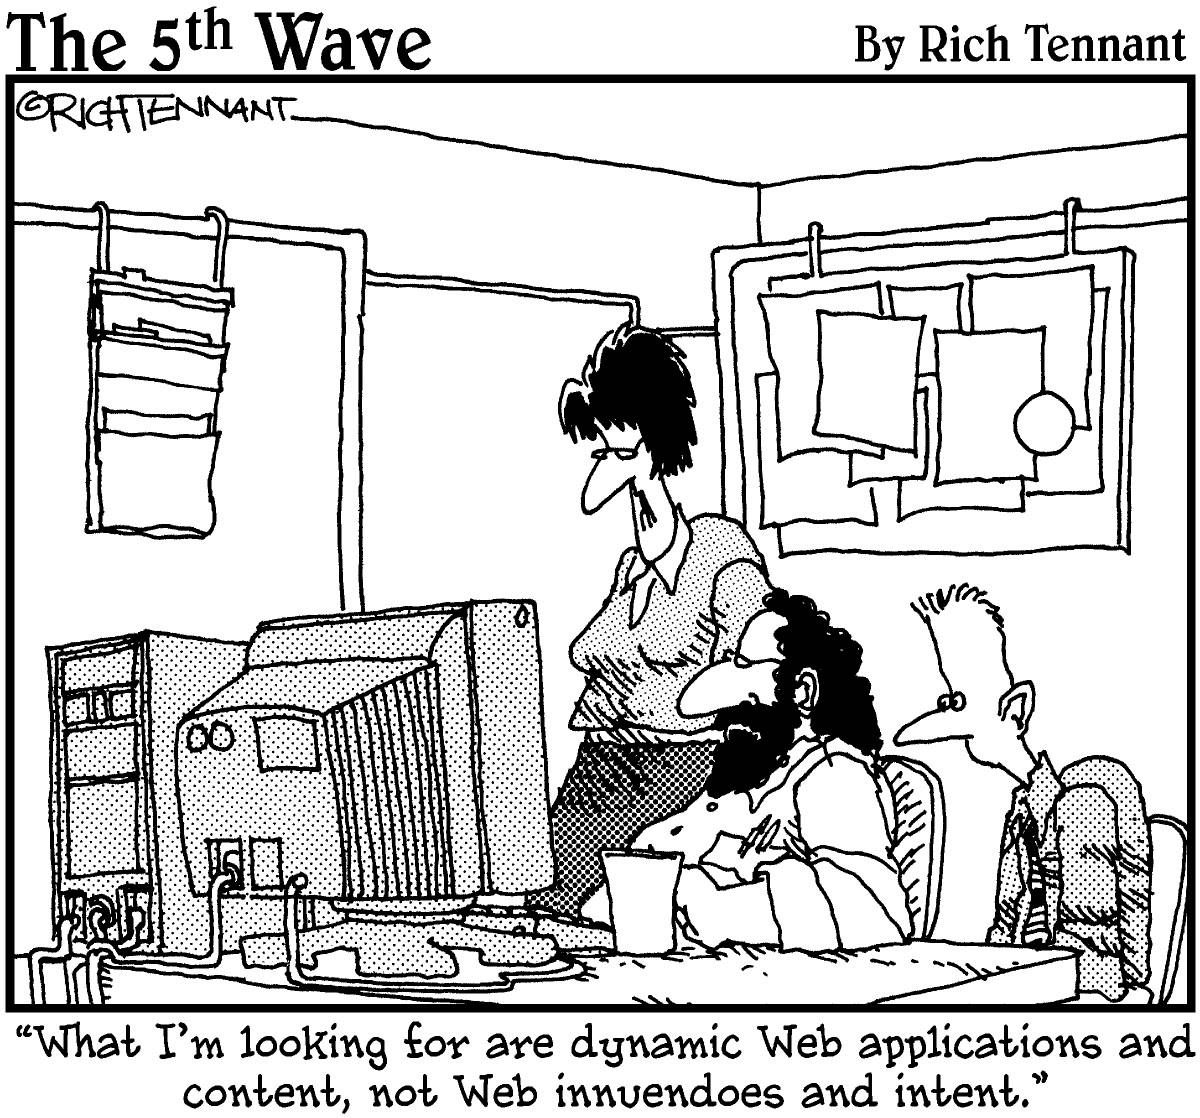 The 5th Wave
By Rich Tennant
©RICHTENNANT
“What I’m looking for are dynamic Web applications and
content, not Web innuendoes and intent.”